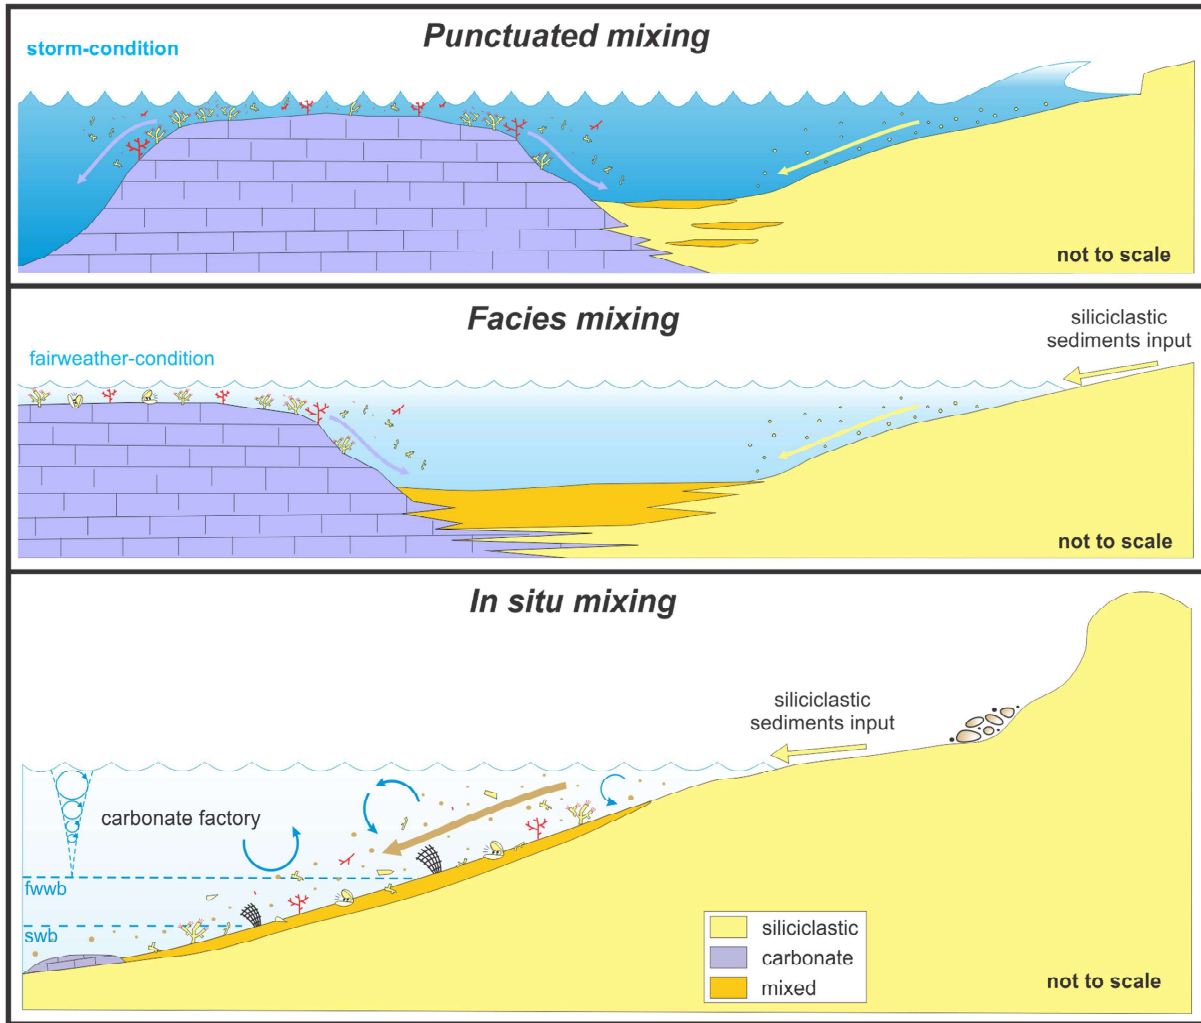 Punctuated mixing
storm-condition
not to scale
Facies mixing
siliciclastic
sediments input
fairweather-condition
not to scale
In situ mixing
siliciclastic
sediments input
carbonate factory
fwwb
swb
siliciclastic
carbonate
mixed
not to scale